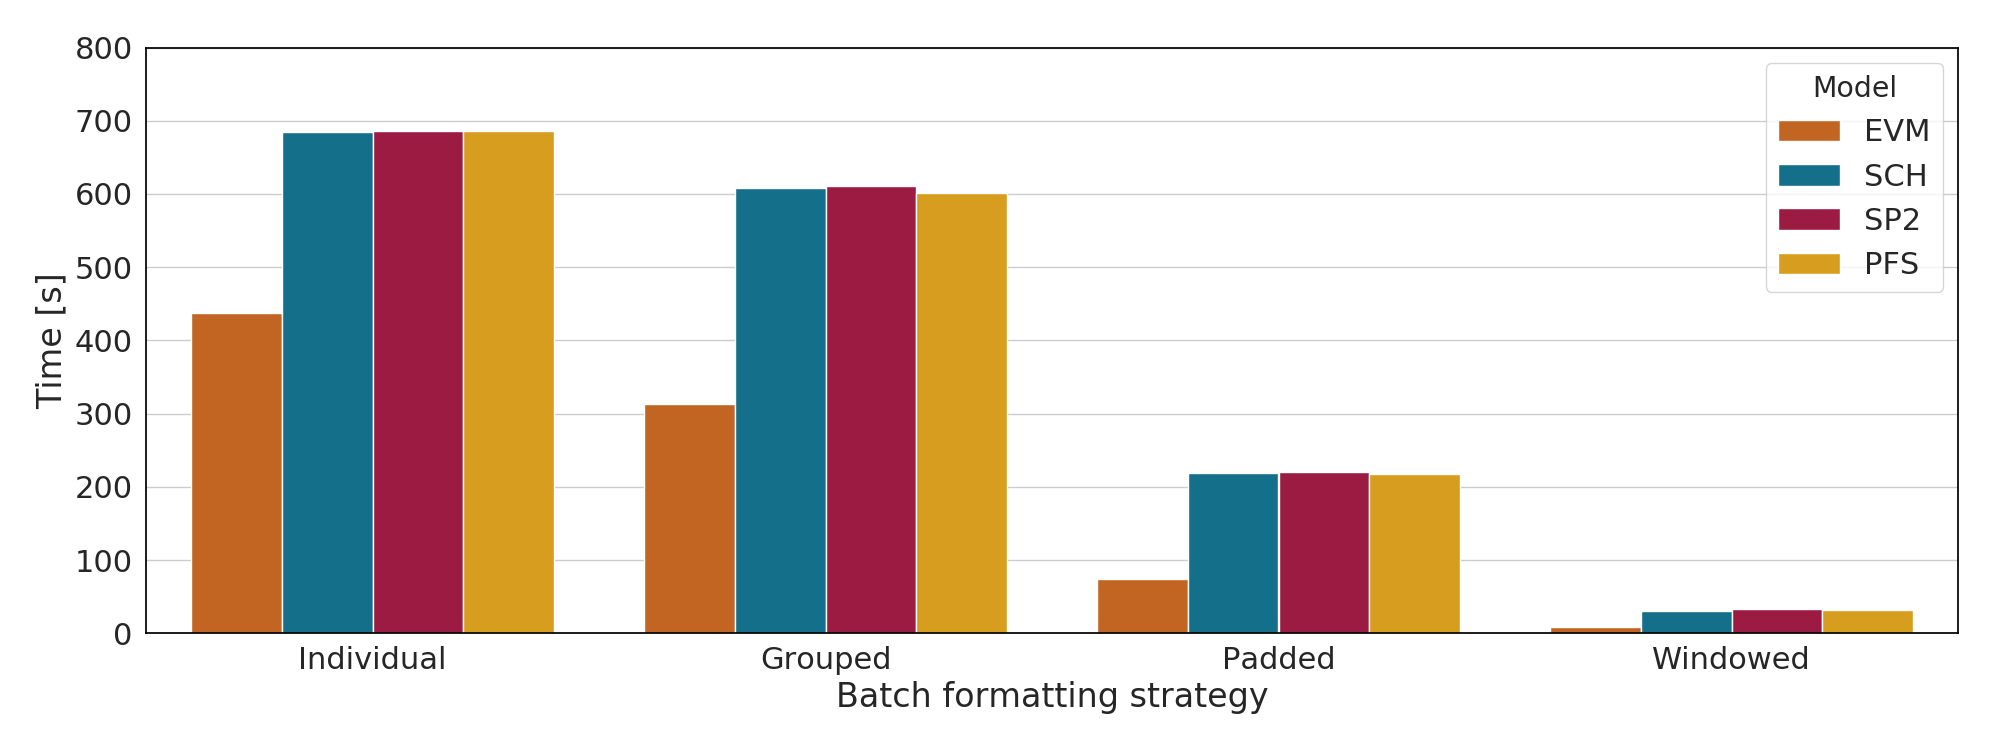 800
700
600
500
400
300
200
100
0
Time [s]
Model
EVM
SCH
SP2
PFS
Individual
Grouped
Padded
Windowed
Batch formatting strategy